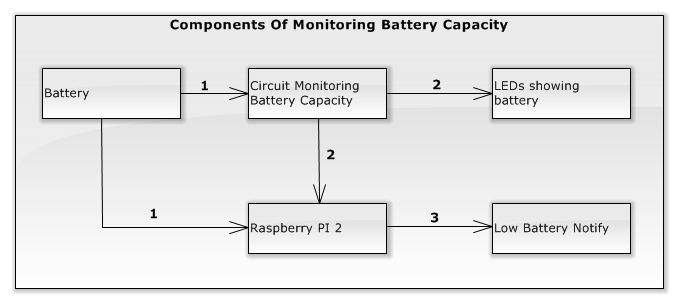 Components Of Monitoring Battery Capacity
Battery
1
Circuit Monitoring
Battery Capacity
2
LEDs showing
battery
2
1
Raspberry PI 2
3
Low Battery Notify